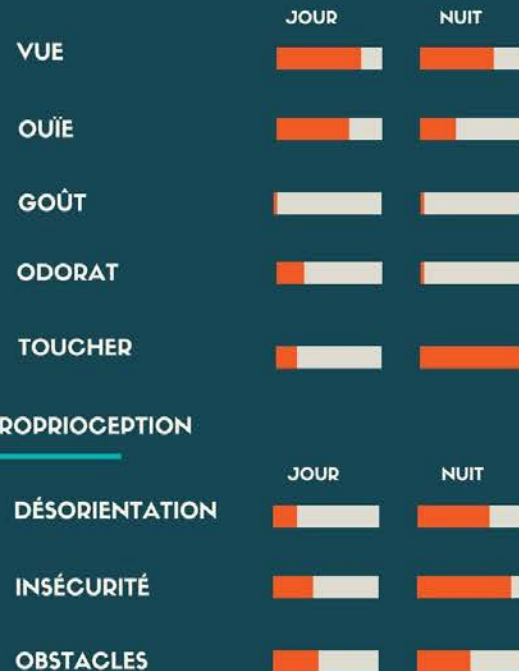 JOUR NUIT
VUE
OUÏE
GOÛT
ODORAT
TOUCHER
ROPRIOCEPTION
JOUR NUIT
DÉSORIENTATION
INSÉCURITÉ
OBSTACLES